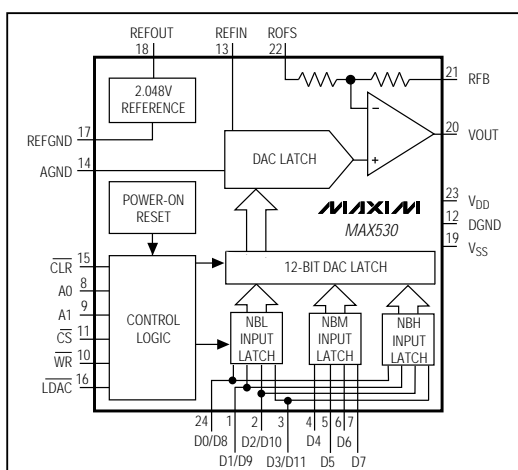 REFOUT REFIN ROFS
18 13 22
21 RFB
2.048V
REFERENCE
17
REFGND
20 VOUT
14
AGND
DAC LATCH
POWER-ON
RESET
MAXIM
MAX530
23 VDD
12 DGND
19 VSS
15
CLR
8
A0
9
A1
11
CS
10
WR
16
LDAC
12-BIT DAC LATCH
CONTROL
LOGIC
NBL
INPUT
LATCH
NBM
INPUT
LATCH
NBH
INPUT
LATCH
24 1 2 3 4 5 6 7
D0/D8 D2/D10 D4 D6
D1/D9 D3/D11 D5 D7